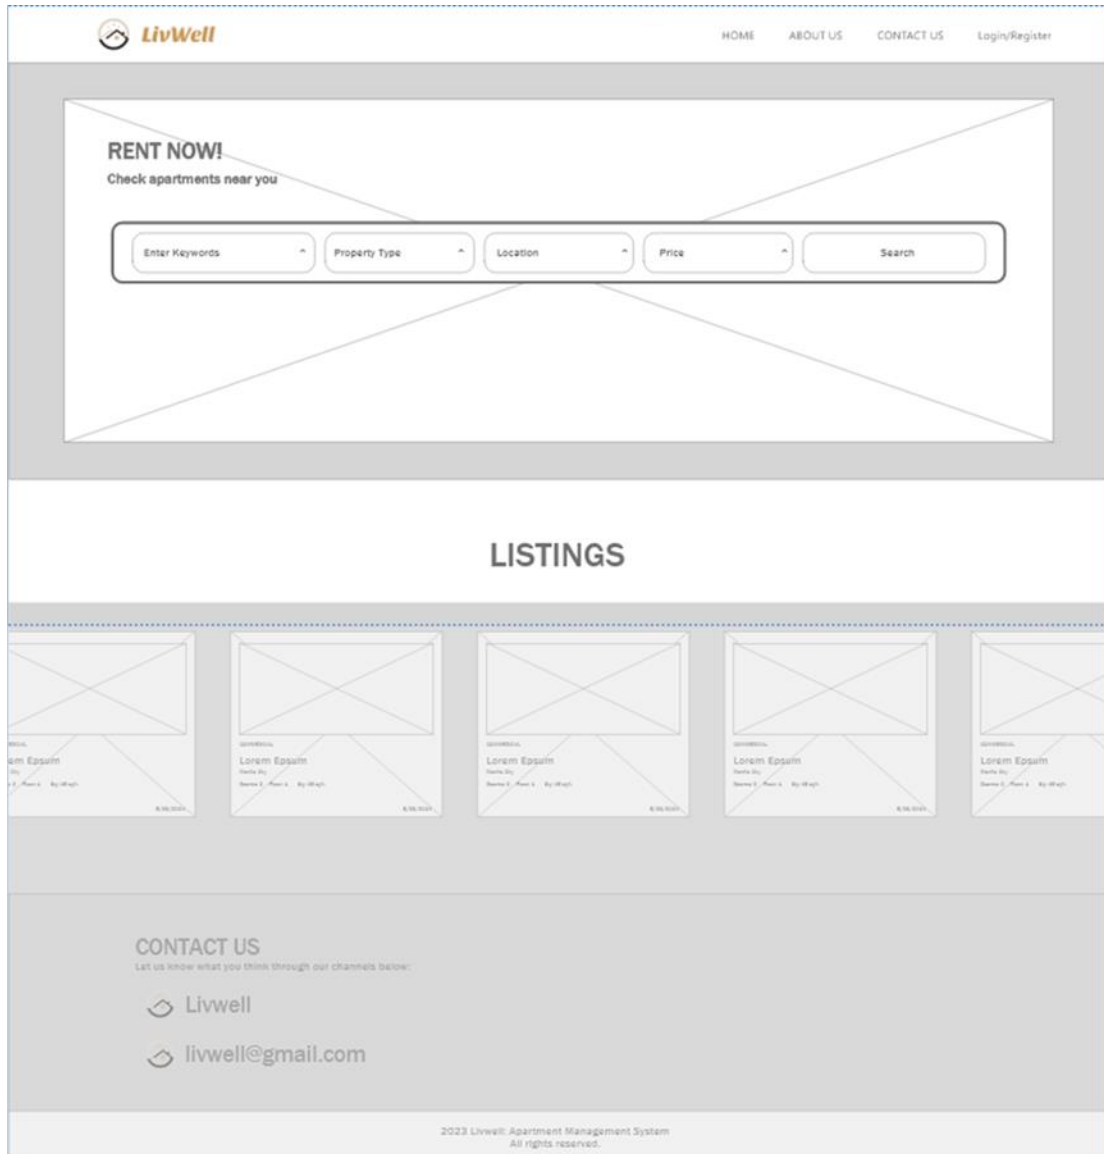 LivWell
HOME ABOUT US CONTACT US Login/Register
RENT NOW!
Check apartments near you
Enter Keywords Property Type Location Price Search
LISTINGS
em Epsum Lorem Epsum Lorem Epsum Lorem Epsum Lorem Epsum
CONTACT US
Let us know what you think through our channels below:
Livwell
livwell@gmail.com
2023 Livwell: Apartment Management System
All rights reserved.